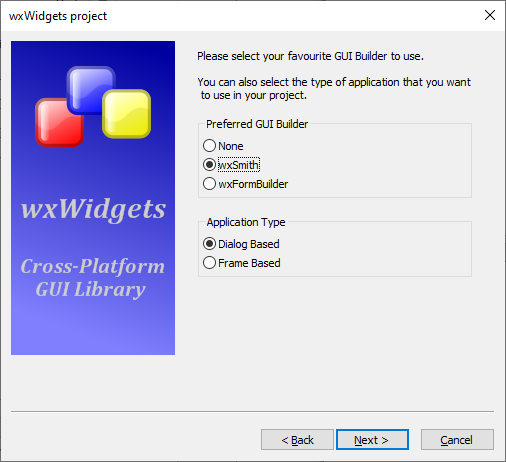 wxWidgets project
Please select your favourite GUI Builder to use.
You can also select the type of application that you want
to use in your project.
Preferred GUI Builder
None
wxSmith
wxFormBuilder
Application Type
Dialog Based
Frame Based
wxWidgets
Cross-Platform
GUI Library
< Back
Next >
Cancel